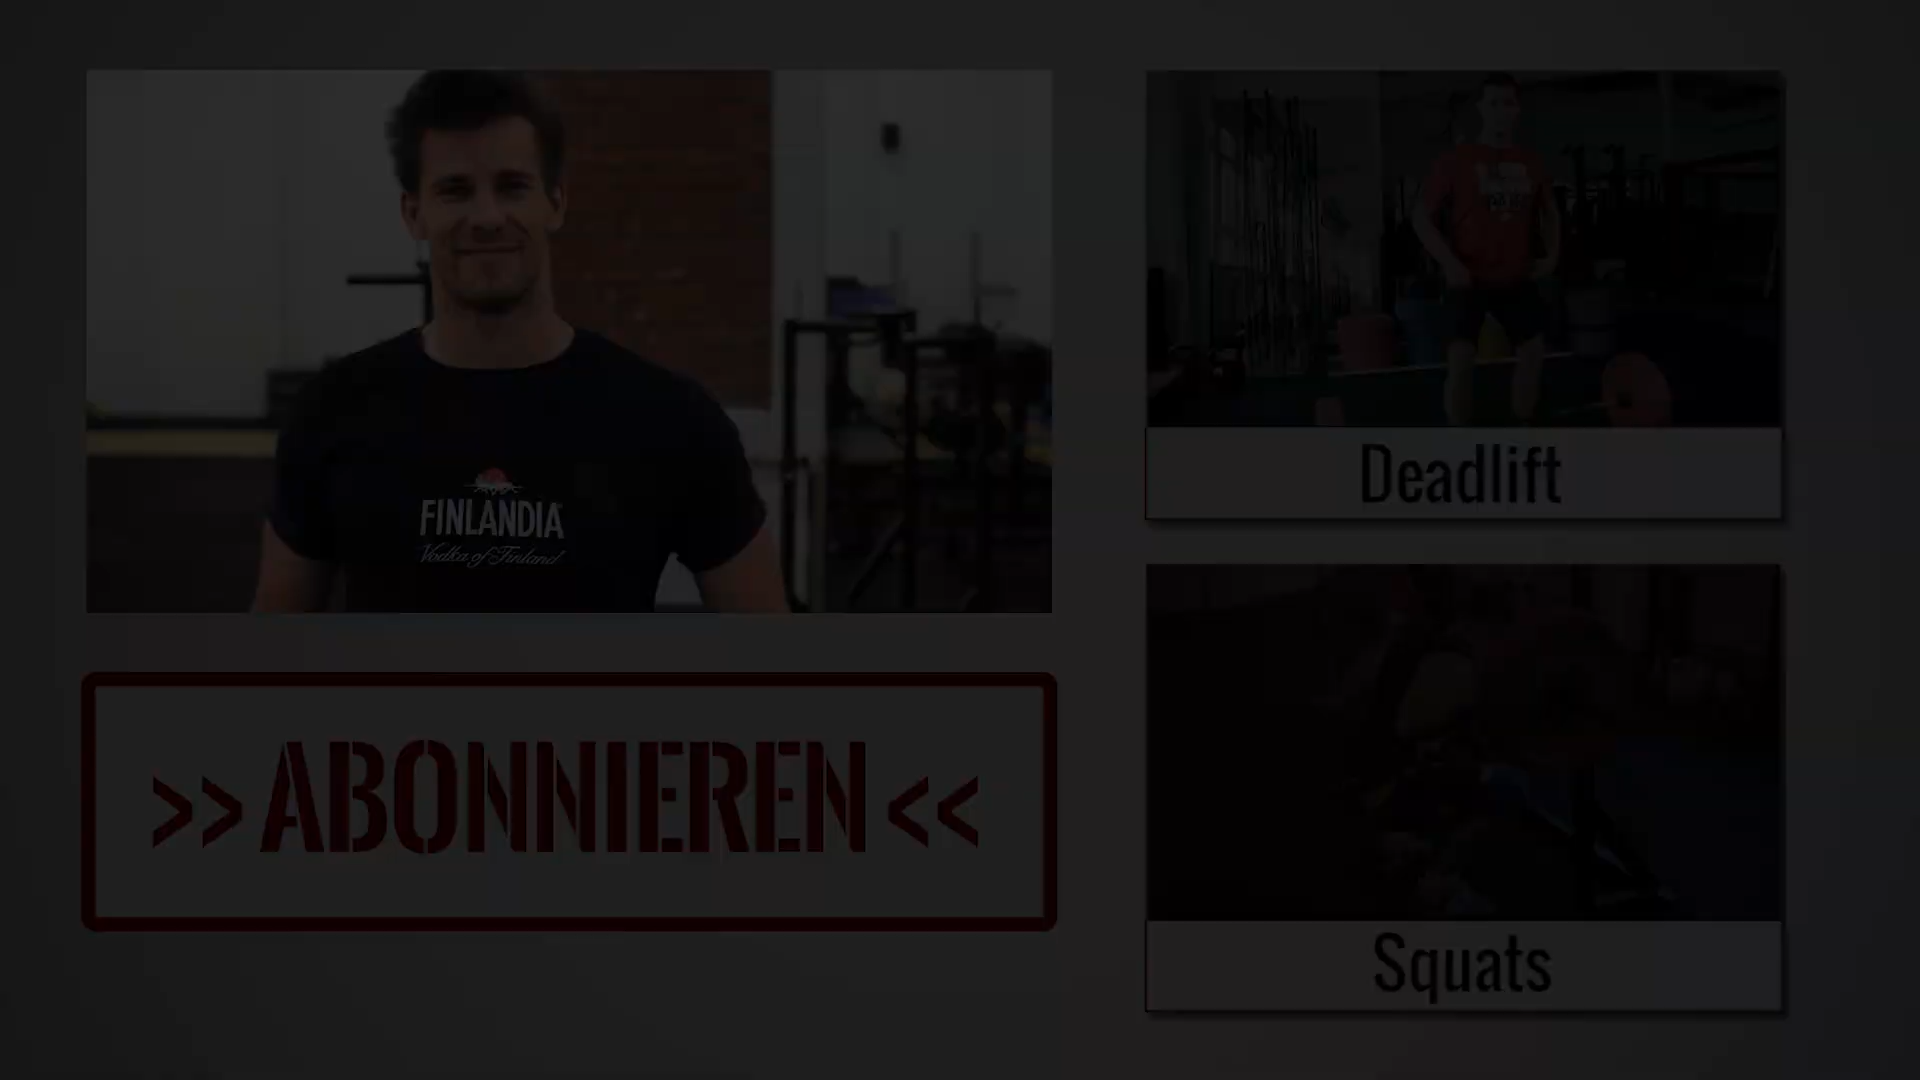 FINLANDIA
Vodka of Finland
>>ABONNIEREN<<
Deadlift
Squats